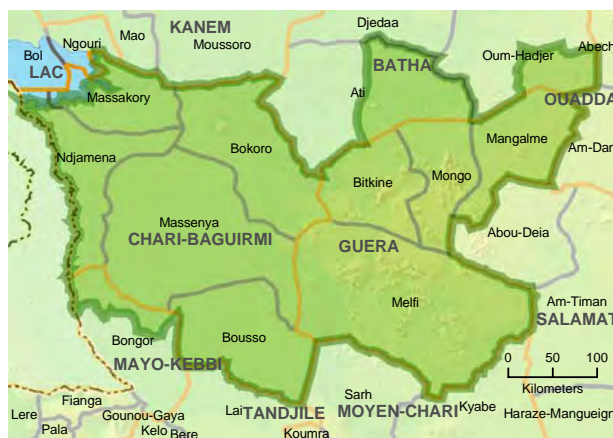 Djedaa
KANEM
Mao
Ngouri
Moussoro
Bol
Oum-Hadjer
Abech
BATHA
LAC
Ati
Massakory
OUADDA
Mangalme
Am-Dam
Ndjamena
Bokoro
Bitkine
Mongo
Massenya
CHARI-BAGUIRMI
GUERA
Abou-Deia
Melfi
Am-Timan
SALAMAT
Bongor
Bousso
MAYO-KEBBI
0 50 100
Kilometers
Fianga
Lere
Gounou-Gaya
Lai
TANDJILE
Sarh
MOYEN-CHARI
Kyabe
Haraze-Mangueign
Pala
Kelo
Bere
Koumra